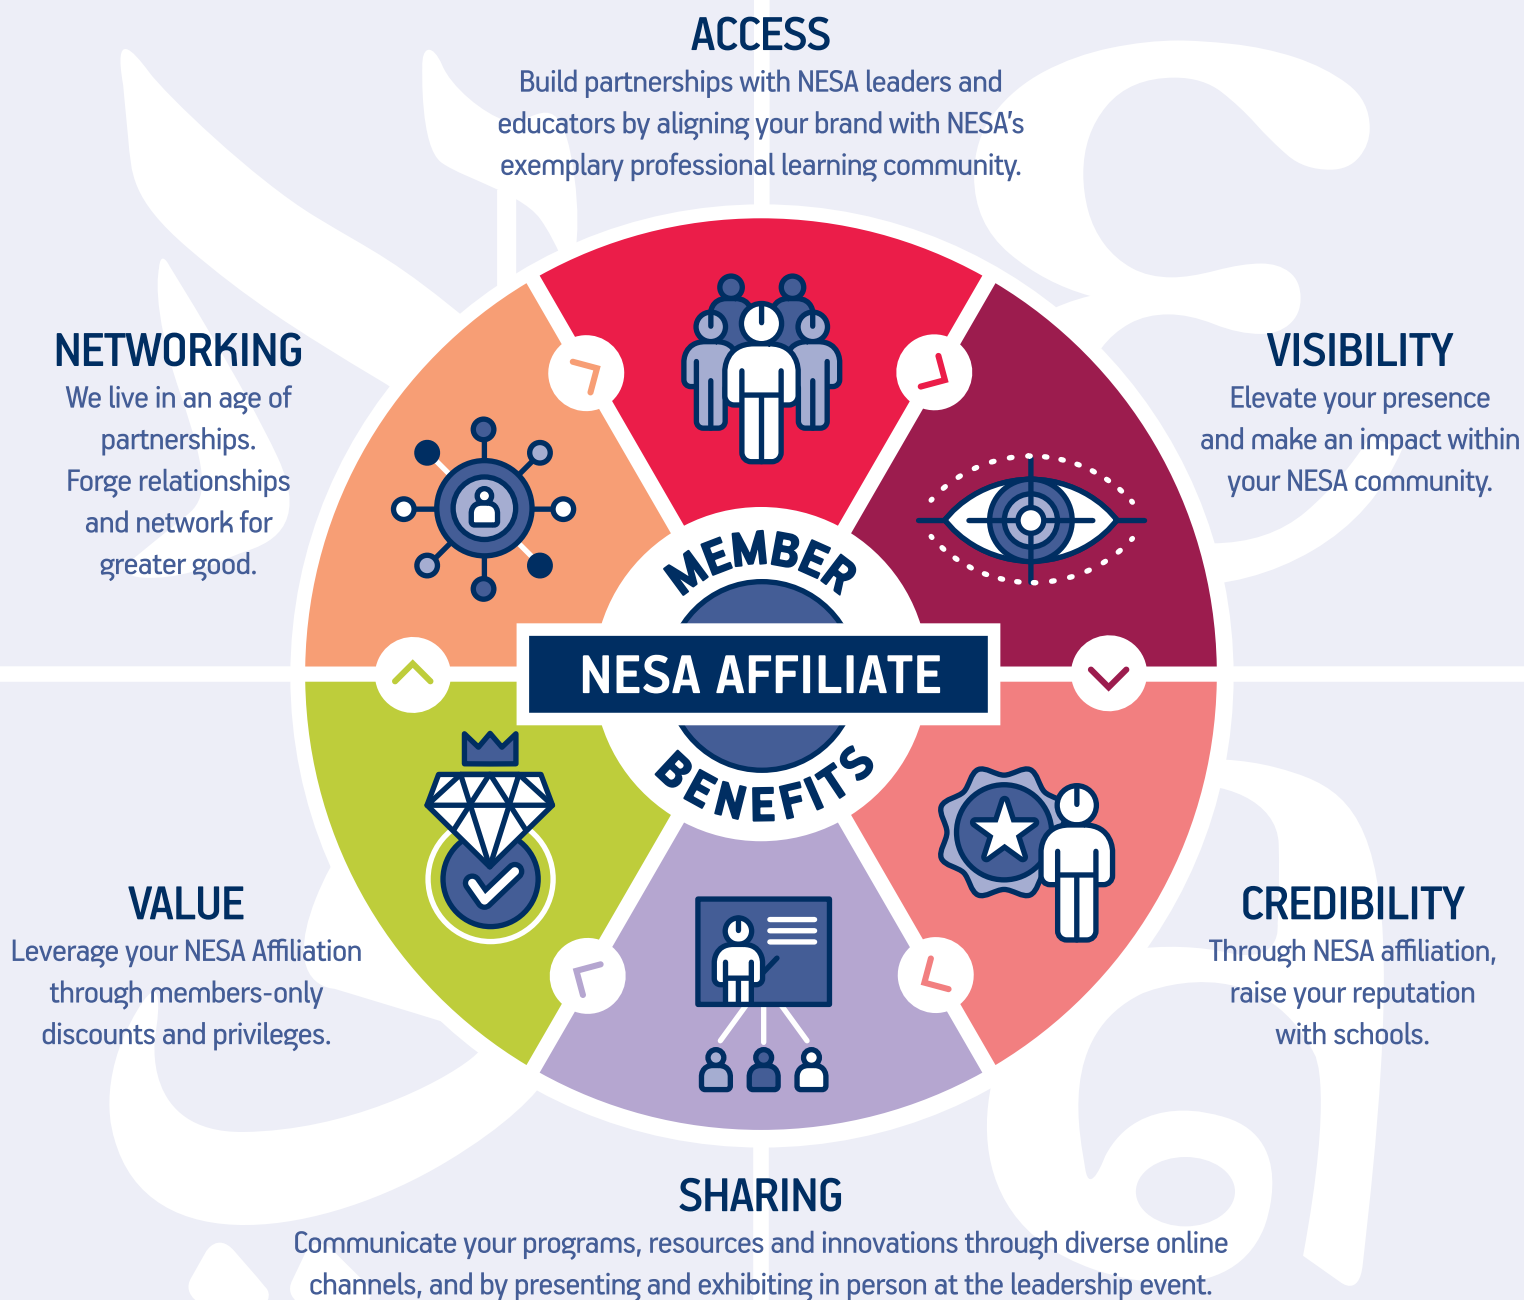 ACCESS
Build partnerships with NESA leaders and
educators by aligning your brand with NESA's
exemplary professional learning community.
NETWORKING
We live in an age of
partnerships.
Forge relationships
and network for
greater good.
VISIBILITY
Elevate your presence
and make an impact within
your NESA community.
MEMBER
NESA AFFILIATE
BENEFITS
VALUE
Leverage your NESA Affiliation
through members-only
discounts and privileges.
CREDIBILITY
Through NESA affiliation,
raise your reputation
with schools.
SHARING
Communicate your programs, resources and innovations through diverse online
channels, and by presenting and exhibiting in person at the leadership event.